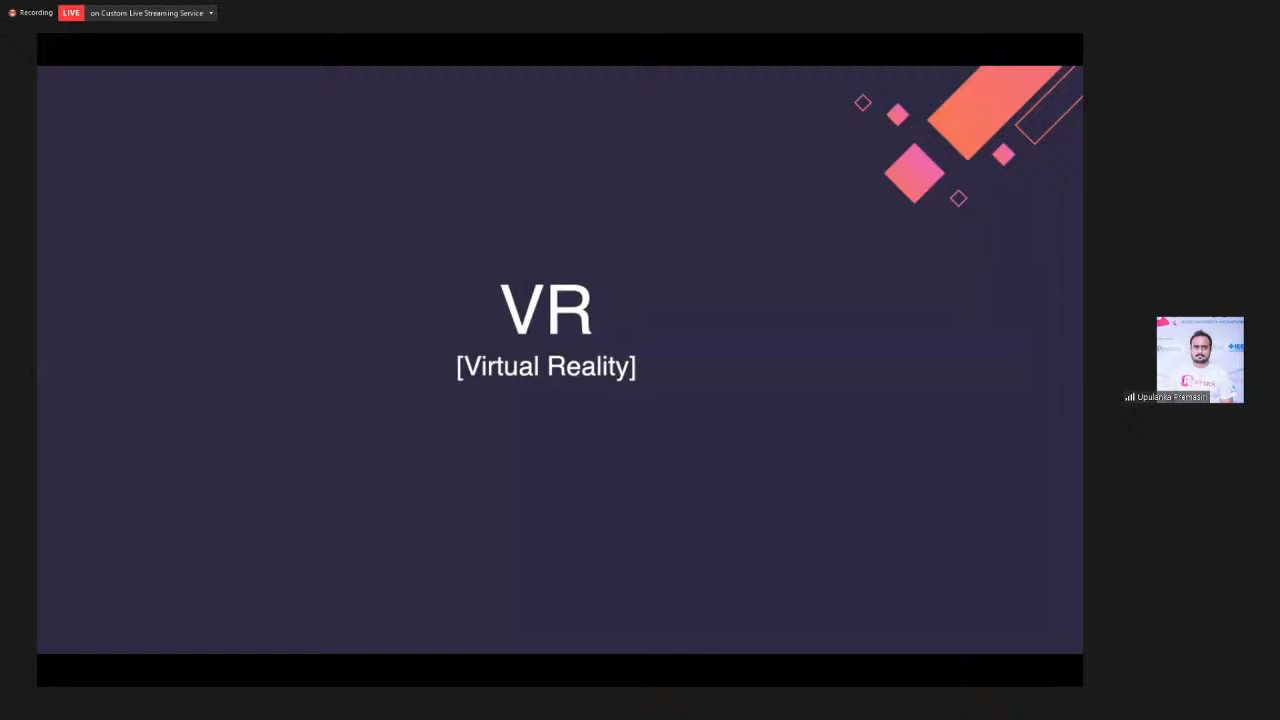 Recording
LIVE on Custom Live Streaming Service
VR
[Virtual Reality]
Upulanka Premasiri